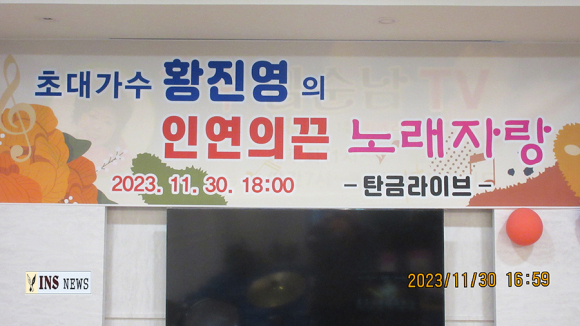 초대가수 황진영의
인연의끈 노래자랑
2023. 11. 30. 18:00 -탄금라이브-
INS NEWS
2023/11/30 16:59